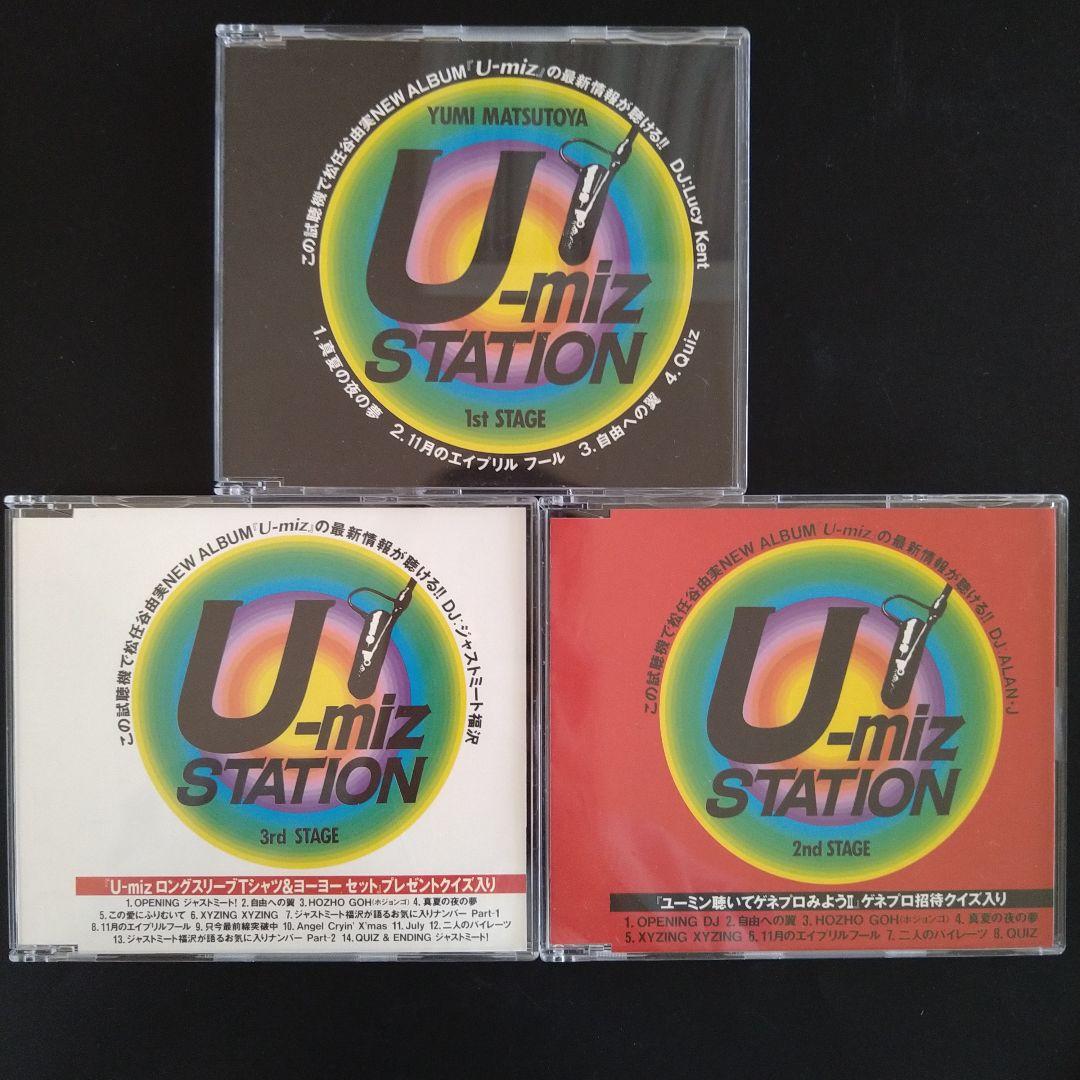 この試聴機で松任谷由実NEW ALBUM『U-miz』の最新情報が聴ける!! DJ:Lucy Kent
YUMI MATSUTOYA
U-miz
STATION
1st STAGE
1.真夏の夜の夢 2.11月のエイプリル フール 3.自由への翼 4.Quiz
この試聴機で松任谷由実NEW ALBUM『U-miz』の最新情報が聴ける!! DJ:ジャストミート福沢
U-miz
STATION
3rd STAGE
『U-miz ロングスリーブTシャツ&ヨーヨー セット』プレゼントクイズ入り
1.OPENING ジャストミート! 2.自由への翼 3.HOZHO GOH(ホジョンゴ) 4.真夏の夜の夢
5.この愛にふりむいて 6.XYZING XYZING 7.ジャストミート福沢が語るお気に入りナンバー Part-1
8.11月のエイプリルフール 9.只今最前線突破中 10.Angel Cryin' X'mas 11.July 12.二人のパイレーツ
13.ジャストミート福沢が語るお気に入りナンバー Part-2 14.QUIZ & ENDING ジャストミート!
この試聴機で松任谷由実NEW ALBUM U-miz の最新情報が聴ける!! DJ:ALAN・J
U-miz
STATION
2nd STAGE
『ユーミン聴いてゲネプロみようII』ゲネプロ招待クイズ入り
1.OPENING DJ 2.自由への翼 3.HOZHO GOH(ホジョンゴ) 4.真夏の夜の夢
5.XYZING XYZING 6.11月のエイプリルフール 7.二人のパイレーツ 8.QUIZ